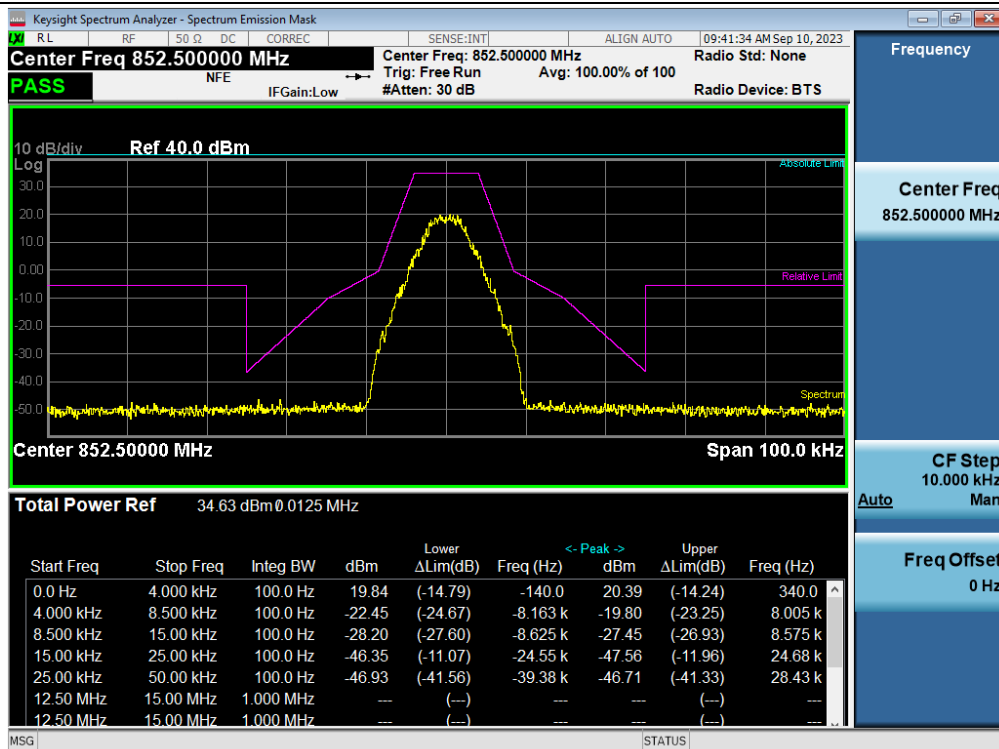 Keysight Spectrum Analyzer - Spectrum Emission Mask
LXI RL RF 50 Ω DC CORREC SENSE:INT ALIGN AUTO 09:41:34 AM Sep 10, 2023
Center Freq 852.500000 MHz Center Freq: 852.500000 MHz Radio Std: None
NFE Trig: Free Run Avg: 100.00% of 100
PASS IFGain:Low #Atten: 30 dB Radio Device: BTS
10 dB/div Ref 40.0 dBm
Log Absolute Limit
30.0
20.0
10.0
0.00 Relative Limit
-10.0
-20.0
-30.0
-40.0 Spectrum
-50.0
Center 852.50000 MHz Span 100.0 kHz
Total Power Ref 34.63 dBm/0.0125 MHz
Lower <- Peak -> Upper
Start Freq Stop Freq Integ BW dBm ΔLim(dB) Freq (Hz) dBm ΔLim(dB) Freq (Hz)
0.0 Hz 4.000 kHz 100.0 Hz 19.84 (-14.79) -140.0 20.39 (-14.24) 340.0
4.000 kHz 8.500 kHz 100.0 Hz -22.45 (-24.67) -8.163 k -19.80 (-23.25) 8.005 k
8.500 kHz 15.00 kHz 100.0 Hz -28.20 (-27.60) -8.625 k -27.45 (-26.93) 8.575 k
15.00 kHz 25.00 kHz 100.0 Hz -46.35 (-11.07) -24.55 k -47.56 (-11.96) 24.68 k
25.00 kHz 50.00 kHz 100.0 Hz -46.93 (-41.56) -39.38 k -46.71 (-41.33) 28.43 k
12.50 MHz 15.00 MHz 1.000 MHz --- (---) --- --- (---) ---
12.50 MHz 15.00 MHz 1.000 MHz --- (---) --- --- (---) ---
MSG STATUS
Frequency
Center Freq
852.500000 MHz
CF Step
10.000 kHz
Auto Man
Freq Offset
0 Hz